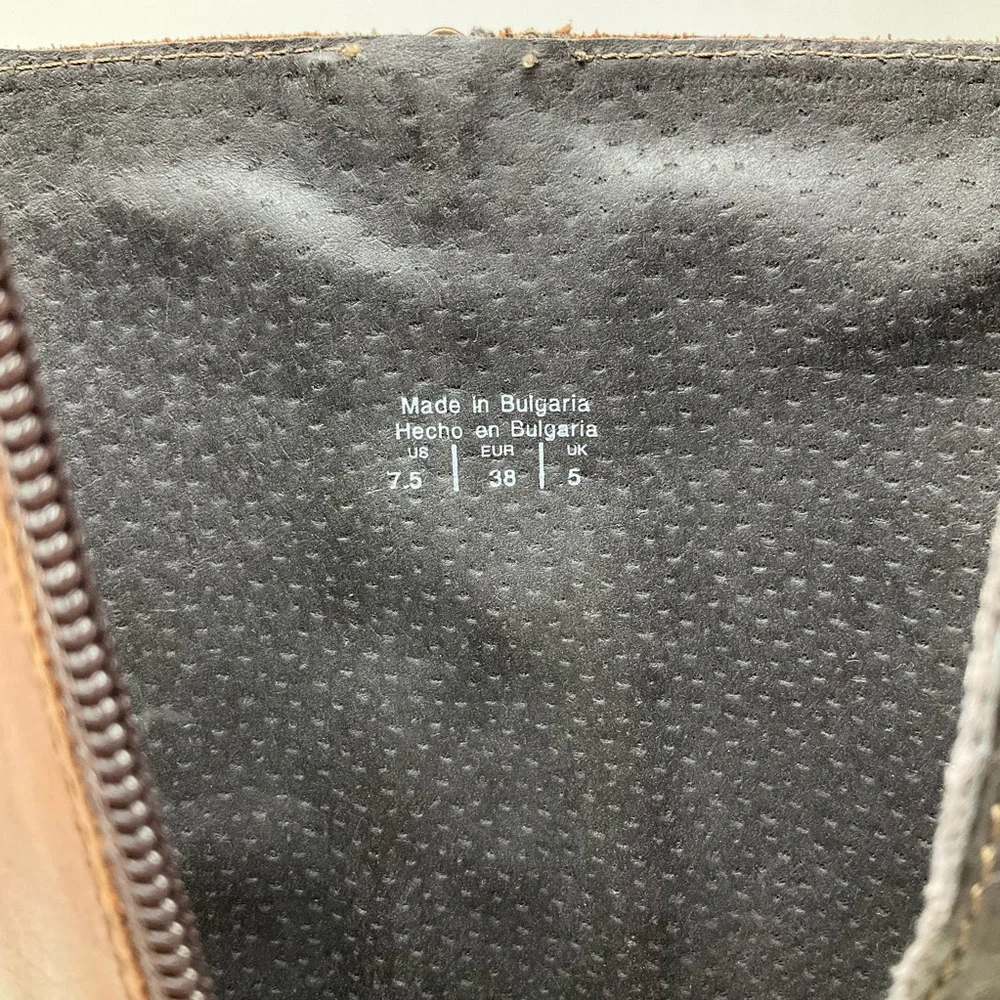 Made in Bulgaria
Hecho en Bulgaria
US | EUR | UK
7.5 | 38 | 5